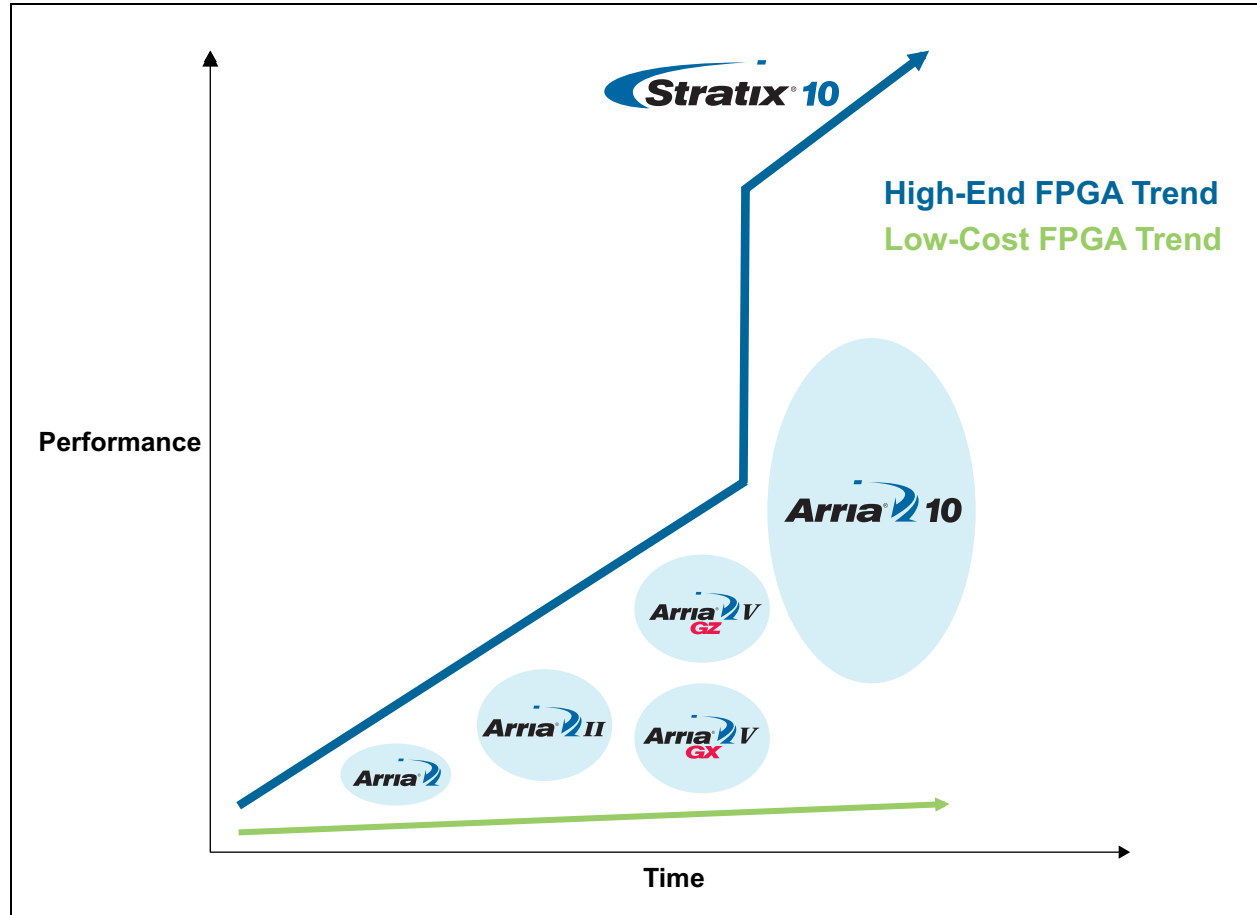 Stratix® 10
High-End FPGA Trend
Low-Cost FPGA Trend
Performance
Arria® 10
Arria® V
GZ
Arria® II
Arria® V
GX
Arria®
Time